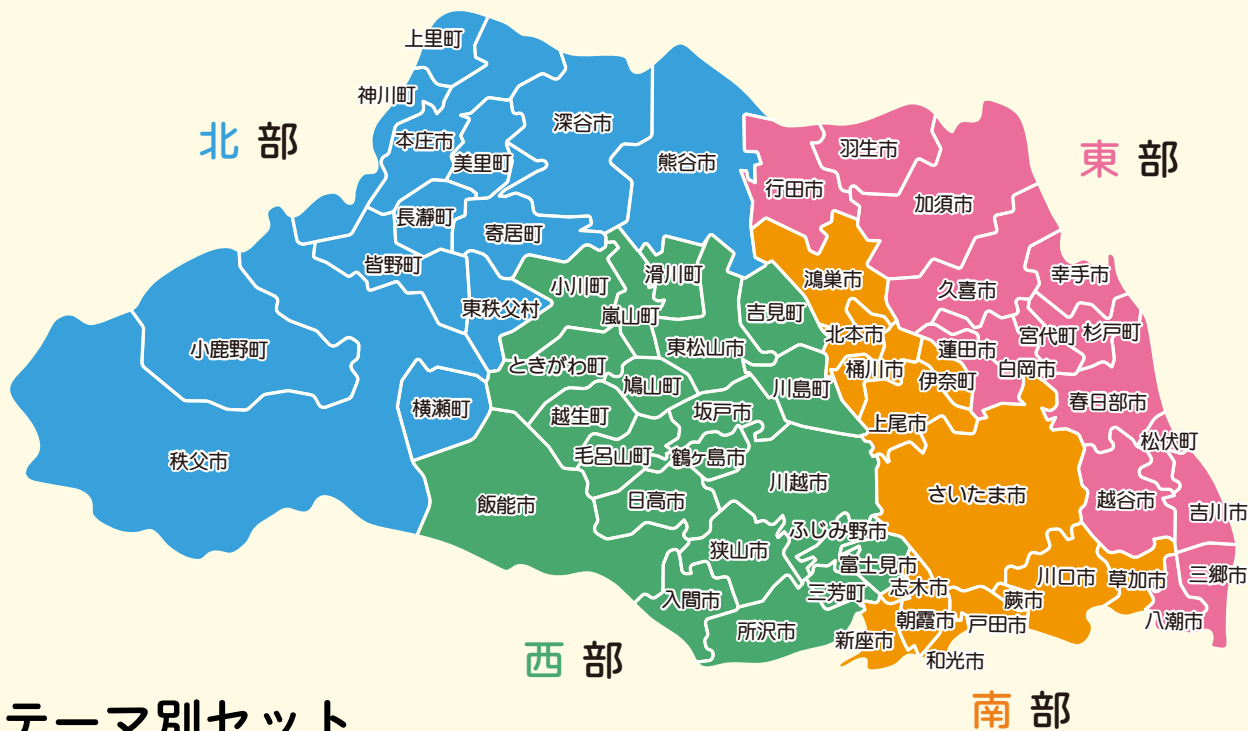 上里町
神川町
本庄市
美里町
深谷市
熊谷市
北部
長瀞町
寄居町
皆野町
東秩父村
小鹿野町
横瀬町
秩父市
羽生市
行田市
加須市
東部
久喜市
幸手市
宮代町
杉戸町
蓮田市
白岡市
春日部市
松伏町
越谷市
吉川市
三郷市
八潮市
小川町
滑川町
嵐山町
吉見町
東松山市
ときがわ町
鳩山町
川島町
越生町
坂戸市
毛呂山町
鶴ヶ島市
川越市
日高市
飯能市
ふじみ野市
狭山市
富士見市
三芳町
入間市
所沢市
西部
鴻巣市
北本市
桶川市
伊奈町
上尾市
さいたま市
川口市
草加市
志木市
蕨市
朝霞市
戸田市
新座市
和光市
南部
テーマ別セット